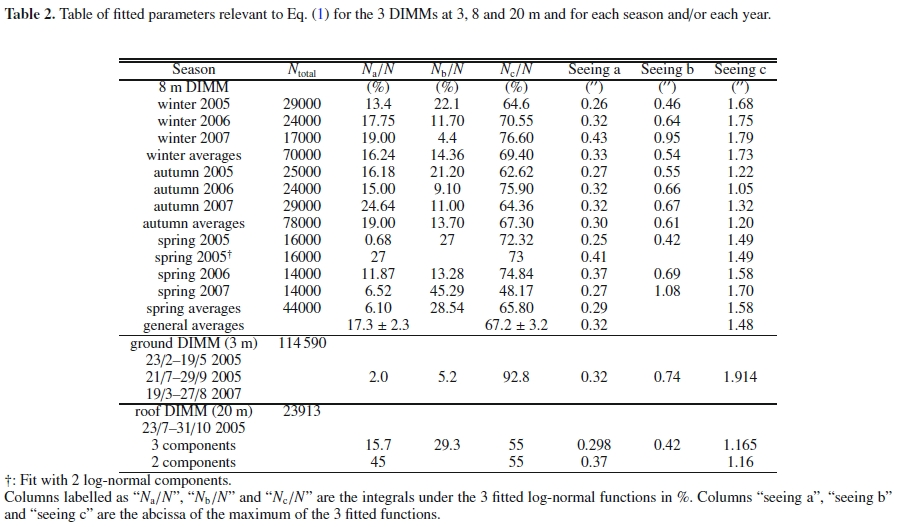 Table 2. Table of fitted parameters relevant to Eq. (1) for the 3 DIMMs at 3, 8 and 20 m and for each season and/or each year.
Season Ntotal Na/N Nb/N Nc/N Seeing a Seeing b Seeing c
8 m DIMM (%) (%) (%) (″) (″) (″)
winter 2005 29000 13.4 22.1 64.6 0.26 0.46 1.68
winter 2006 24000 17.75 11.70 70.55 0.32 0.64 1.75
winter 2007 17000 19.00 4.4 76.60 0.43 0.95 1.79
winter averages 70000 16.24 14.36 69.40 0.33 0.54 1.73
autumn 2005 25000 16.18 21.20 62.62 0.27 0.55 1.22
autumn 2006 24000 15.00 9.10 75.90 0.32 0.66 1.05
autumn 2007 29000 24.64 11.00 64.36 0.32 0.67 1.32
autumn averages 78000 19.00 13.70 67.30 0.30 0.61 1.20
spring 2005 16000 0.68 27 72.32 0.25 0.42 1.49
spring 2005† 16000 27 73 0.41 1.49
spring 2006 14000 11.87 13.28 74.84 0.37 0.69 1.58
spring 2007 14000 6.52 45.29 48.17 0.27 1.08 1.70
spring averages 44000 6.10 28.54 65.80 0.29 1.58
general averages 17.3 ± 2.3 67.2 ± 3.2 0.32 1.48
ground DIMM (3 m) 114 590
23/2–19/5 2005
21/7–29/9 2005 2.0 5.2 92.8 0.32 0.74 1.914
19/3–27/8 2007
roof DIMM (20 m) 23913
23/7–31/10 2005
3 components 15.7 29.3 55 0.298 0.42 1.165
2 components 45 55 0.37 1.16
†: Fit with 2 log-normal components.
Columns labelled as “Na/N”, “Nb/N” and “Nc/N” are the integrals under the 3 fitted log-normal functions in %. Columns “seeing a”, “seeing b”
and “seeing c” are the abcissa of the maximum of the 3 fitted functions.